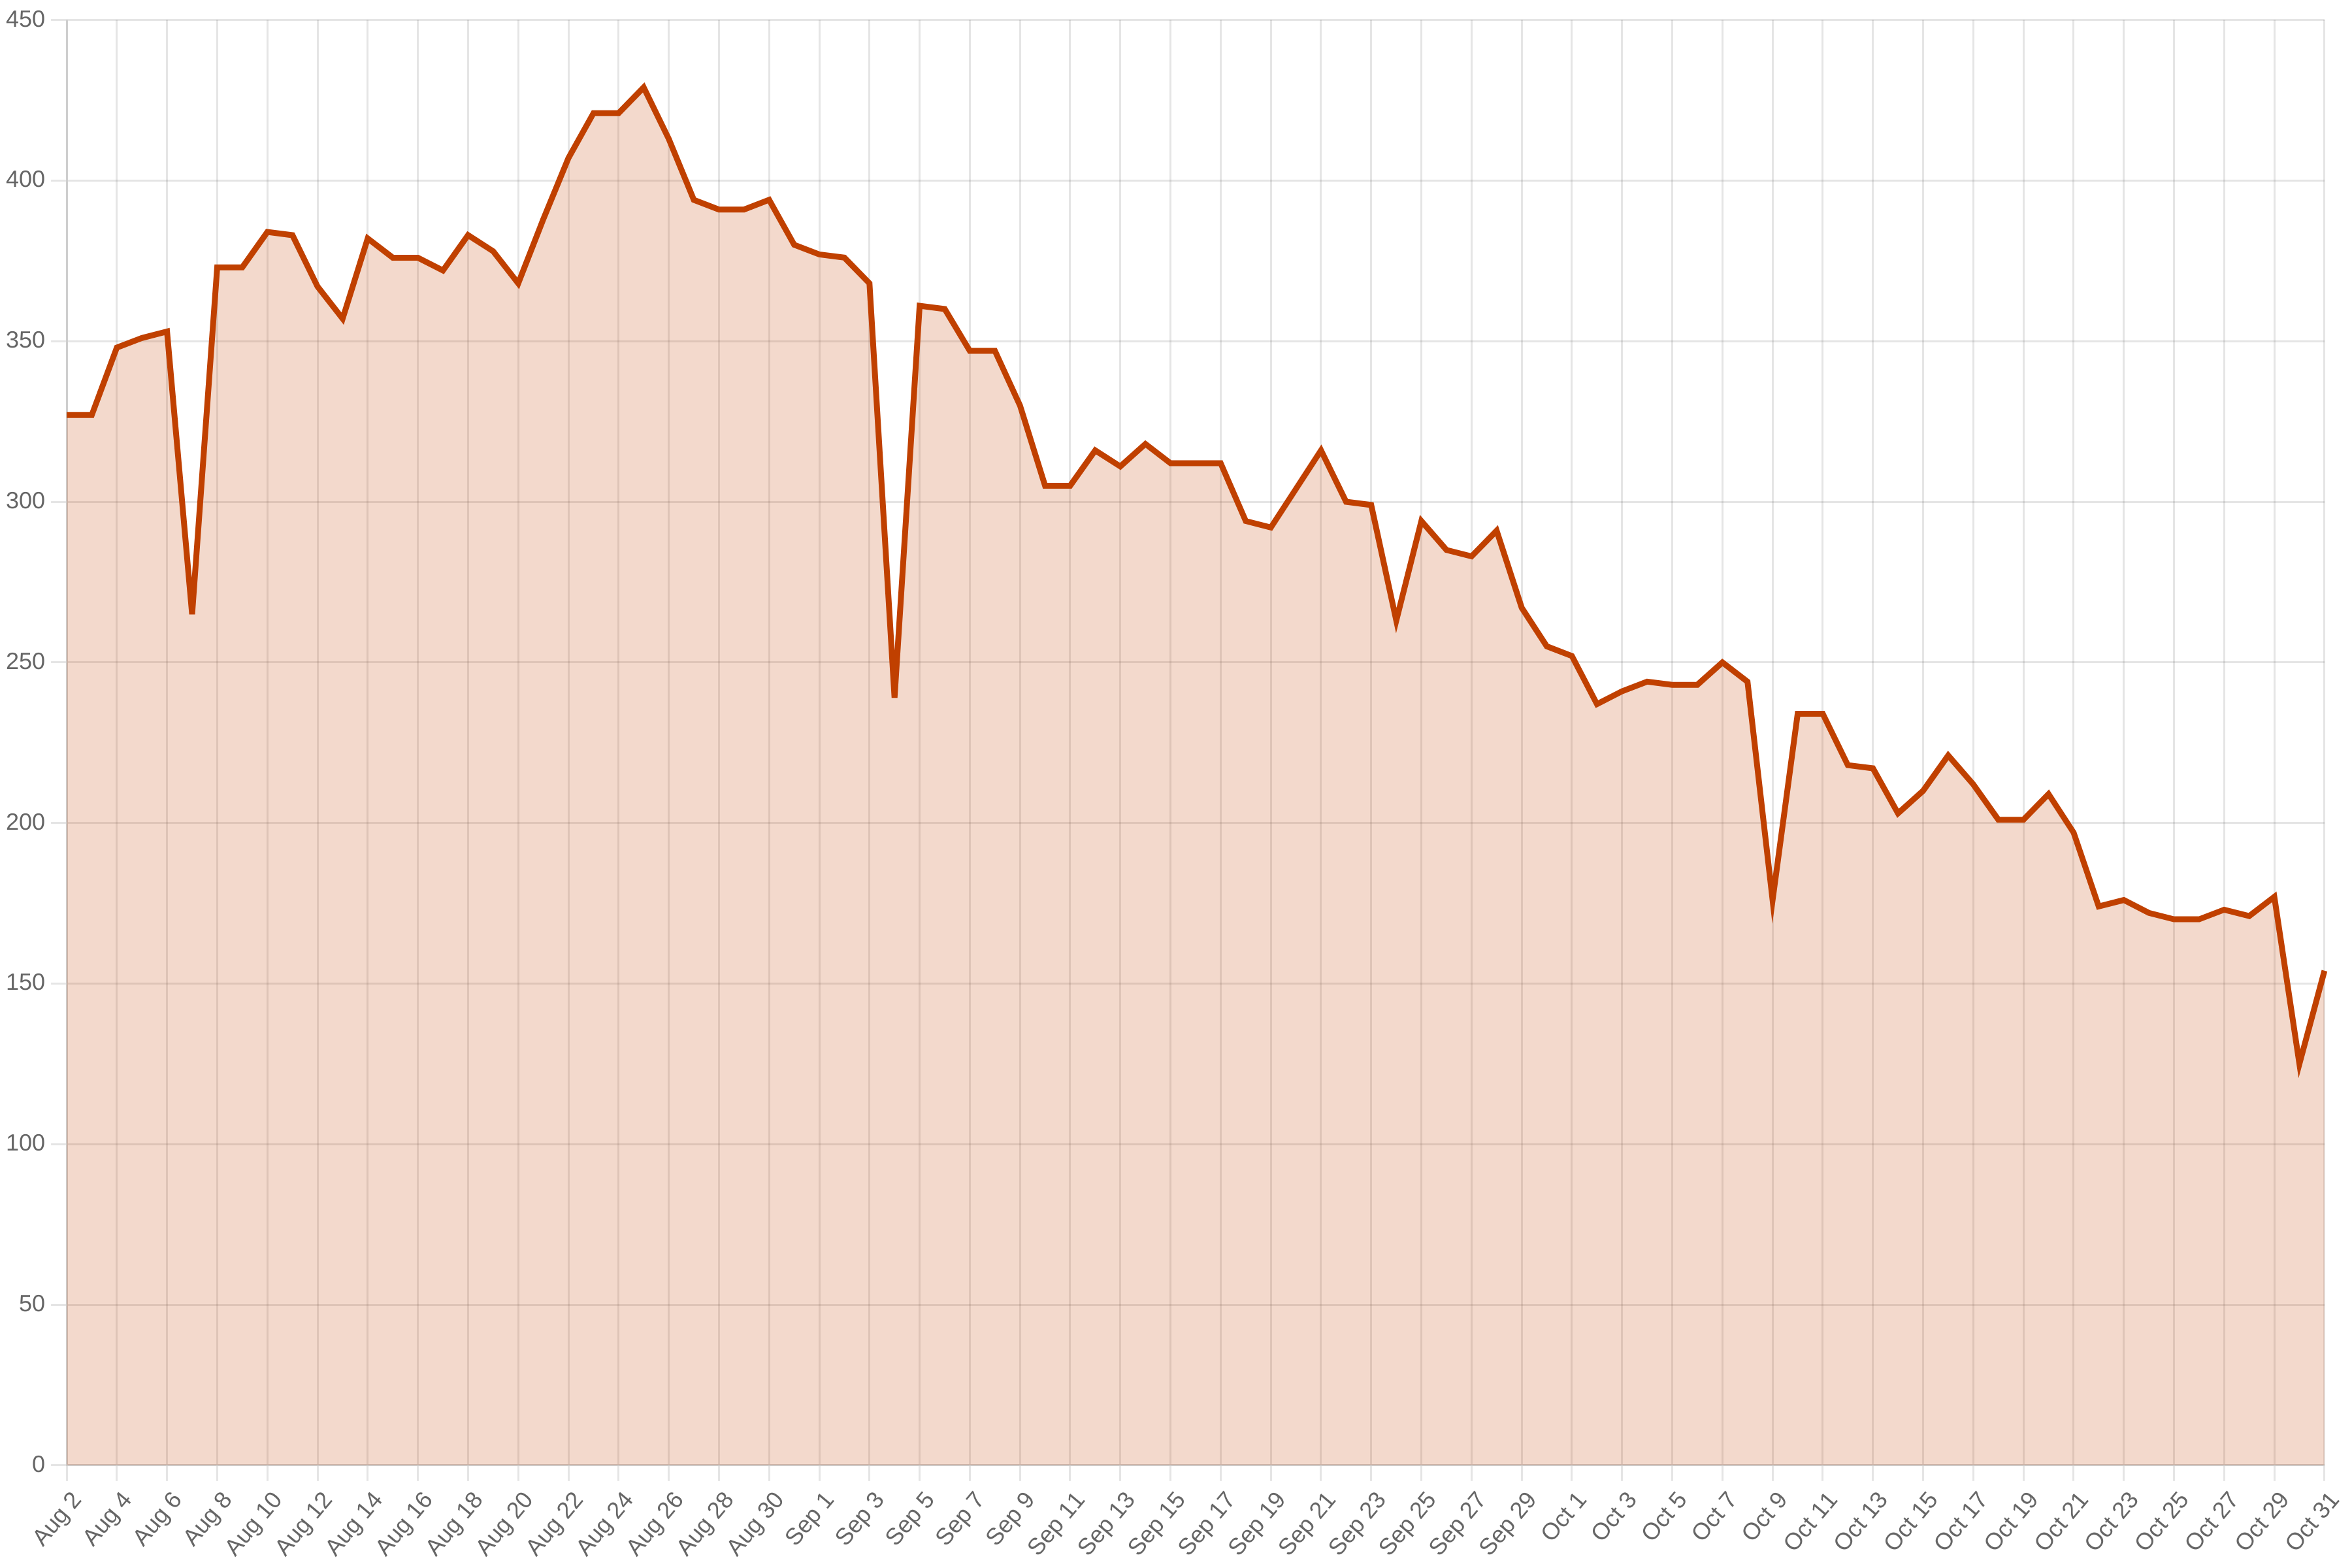 450
400
350
300
250
200
150
100
50
0
Aug 2
Aug 4
Aug 6
Aug 8
Aug 10
Aug 12
Aug 14
Aug 16
Aug 18
Aug 20
Aug 22
Aug 24
Aug 26
Aug 28
Aug 30
Sep 1
Sep 3
Sep 5
Sep 7
Sep 9
Sep 11
Sep 13
Sep 15
Sep 17
Sep 19
Sep 21
Sep 23
Sep 25
Sep 27
Sep 29
Oct 1
Oct 3
Oct 5
Oct 7
Oct 9
Oct 11
Oct 13
Oct 15
Oct 17
Oct 19
Oct 21
Oct 23
Oct 25
Oct 27
Oct 29
Oct 31